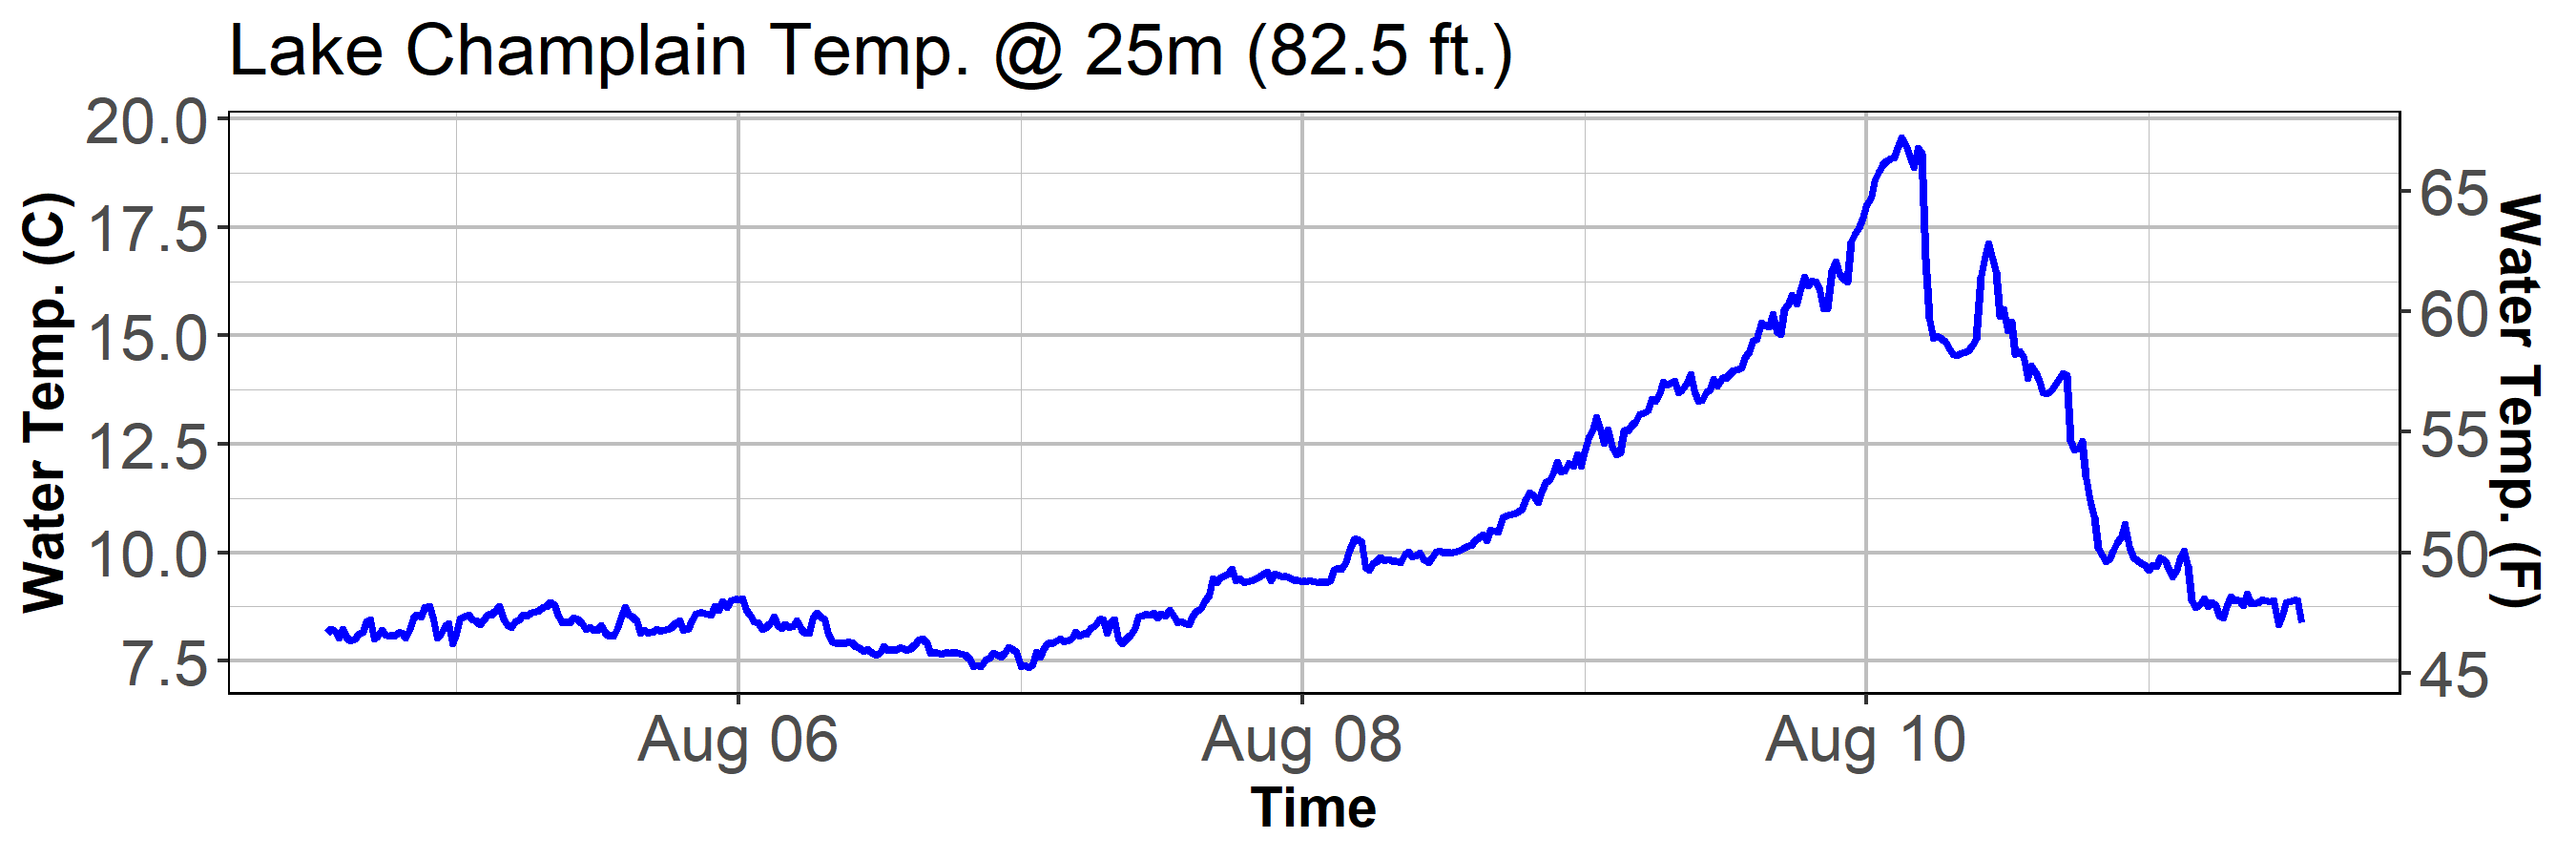 Lake Champlain Temp. @ 25m (82.5 ft.)
Water Temp. (C)
20.0
17.5
15.0
12.5
10.0
7.5
65
60
55
50
45
Water Temp. (F)
Aug 06
Aug 08
Aug 10
Time